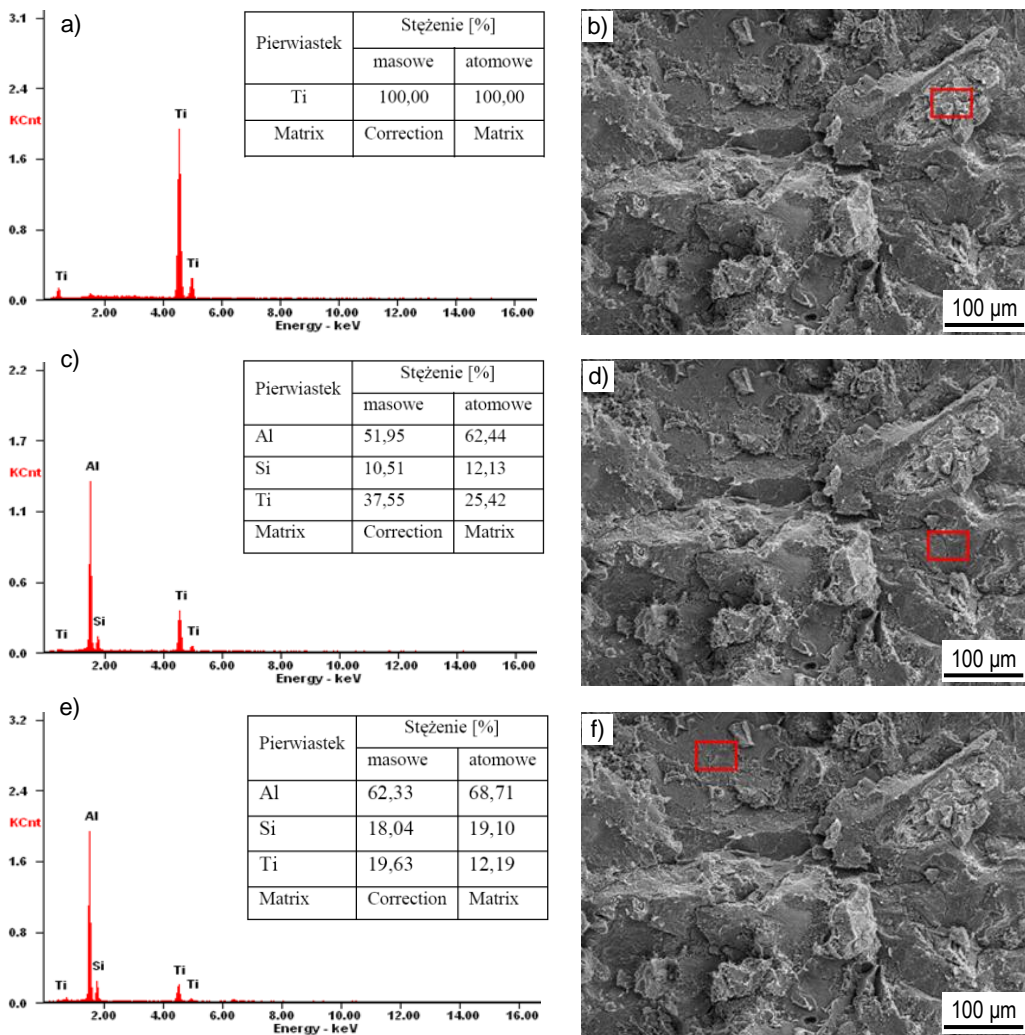 a)
3.1
2.4
KCnt
1.6
0.8
0.0
Ti
Ti
Ti
2.00 4.00 6.00 8.00 10.00 12.00 14.00 16.00
Energy - keV
Pierwiastek Stężenie [%]
masowe atomowe
Ti 100,00 100,00
Matrix Correction Matrix
b)
100 µm
c)
2.2
1.7
KCnt
1.1
0.6
0.0
Al
Si
Ti
Ti
Ti
2.00 4.00 6.00 8.00 10.00 12.00 14.00 16.00
Energy - keV
Pierwiastek Stężenie [%]
masowe atomowe
Al 51,95 62,44
Si 10,51 12,13
Ti 37,55 25,42
Matrix Correction Matrix
d)
100 µm
e)
3.2
2.4
KCnt
1.6
0.8
0.0
Al
Si
Ti
Ti
Ti
2.00 4.00 6.00 8.00 10.00 12.00 14.00 16.00
Energy - keV
Pierwiastek Stężenie [%]
masowe atomowe
Al 62,33 68,71
Si 18,04 19,10
Ti 19,63 12,19
Matrix Correction Matrix
f)
100 µm